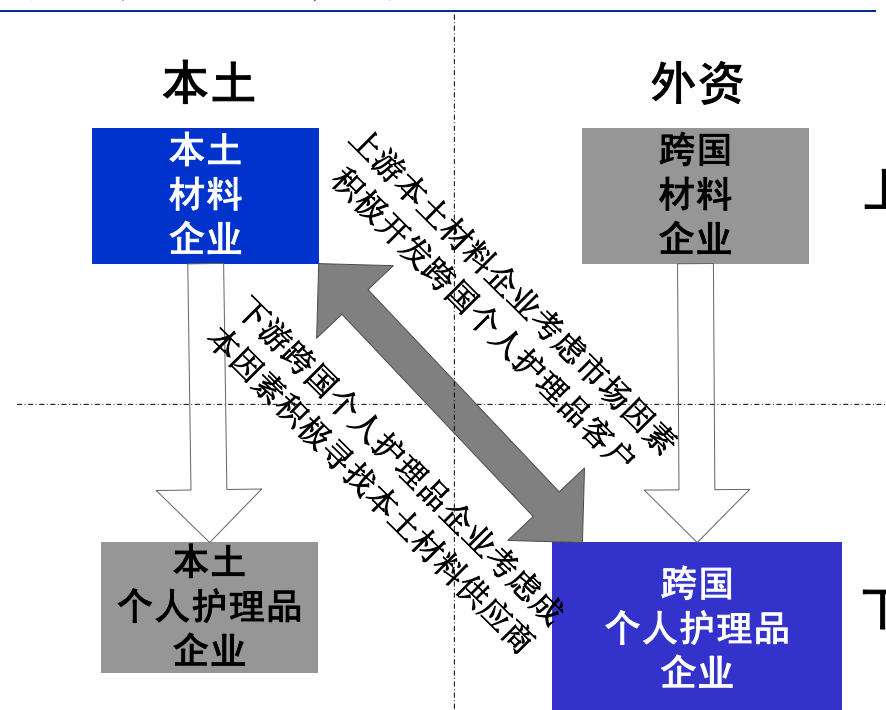 本土
外资
本土
材料
企业
跨国
材料
企业
上游本土材料企业考虑市场因素
积极开发跨国个人护理品客户
下游跨国个人护理品企业考虑成
本因素积极寻找本土材料供应商
本土
个人护理品
企业
跨国
个人护理品
企业